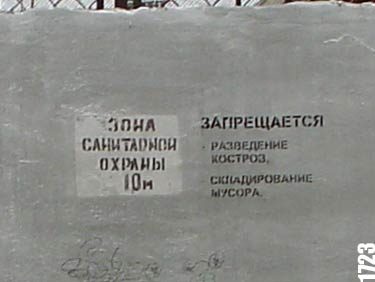 ЗОНА
САНИТАРНОЙ
ОХРАНЫ
10м
ЗАПРЕЩАЕТСЯ
- РАЗВЕДЕНИЕ
КОСТРОВ,
СКЛАДИРОВАНИЕ
МУСОРА.
1723